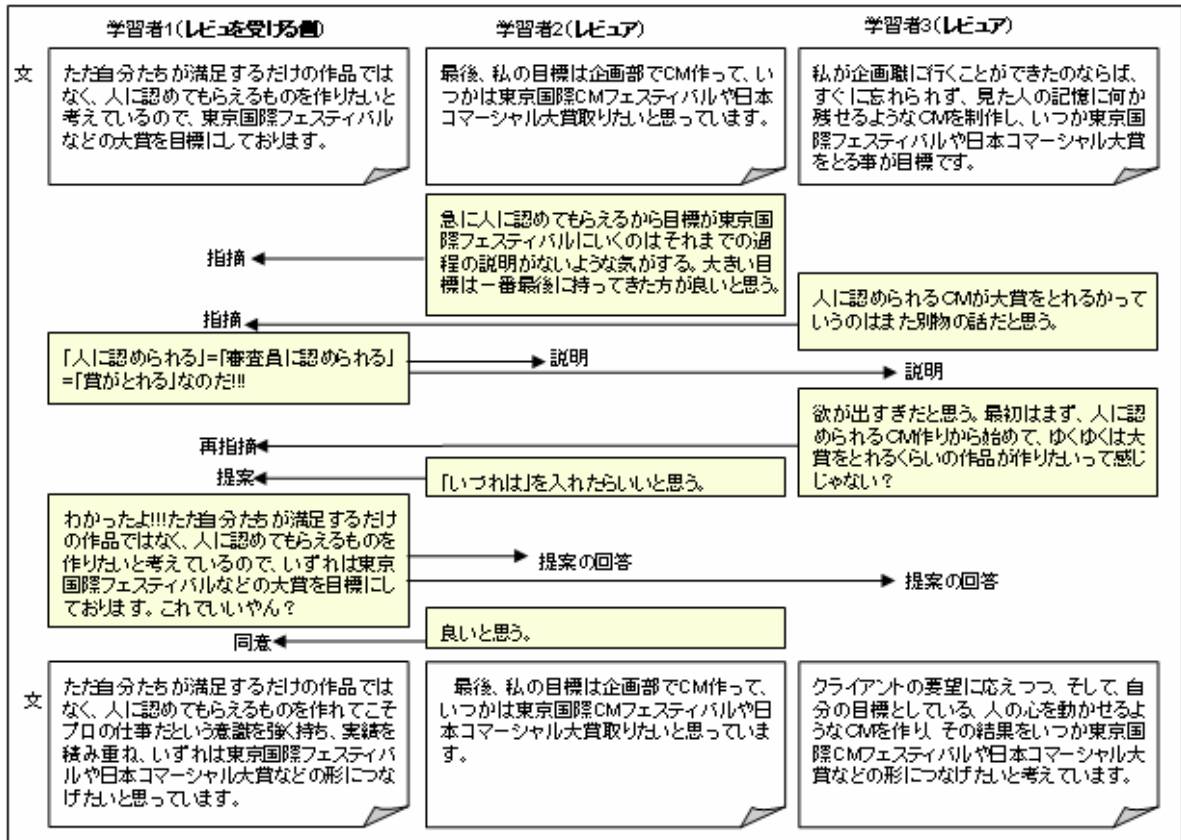 学習者1(レビュを受ける側)
学習者2(レビュア)
学習者3(レビュア)
文
ただ自分たちが満足するだけの作品ではなく、人に認めてもらえるものを作りたいと考えているので、東京国際フェスティバルなどの大賞を目標にしております。
最後、私の目標は企画部でCM作って、いつかは東京国際CMフェスティバルや日本コマーシャル大賞取りたいと思っています。
私が企画職に行くことができたのならば、すぐに忘れられず、見た人の記憶に何か残せるようなCMを制作し、いつか東京国際フェスティバルや日本コマーシャル大賞をとる事が目標です。
急に人に認めてもらえるから目標が東京国際フェスティバルにいくのはそれまでの過程の説明がないような気がする。大きい目標は一番最後に持ってきた方が良いと思う。
指摘
人に認められるCMが大賞をとれるかっていうのはまた別物の話だと思う。
指摘
「人に認められる」=「審査員に認められる」=「賞がとれる」なのだ!!!
説明
説明
欲が出すぎだと思う。最初はまず、人に認められるCM作りから始めて、ゆくゆくは大賞をとれるくらいの作品が作りたいって感じじゃない?
再指摘
提案
「いづれは」を入れたらいいと思う。
わかったよ!!!ただ自分たちが満足するだけの作品ではなく、人に認めてもらえるものを作りたいと考えているので、いずれは東京国際フェスティバルなどの大賞を目標にしております。これでいいやん?
提案の回答
提案の回答
良いと思う。
同意
文
ただ自分たちが満足するだけの作品ではなく、人に認めてもらえるものを作れてこそプロの仕事だという意識を強く持ち、実績を積み重ね、いずれは東京国際フェスティバルや日本コマーシャル大賞などの形につなげたいと思っています。
最後、私の目標は企画部でCM作って、いつかは東京国際CMフェスティバルや日本コマーシャル大賞取りたいと思っています。
クライアントの要望に応えつつ、そして、自分の目標としている、人の心を動かせるようなCMを作り、その結果をいつか東京国際CMフェスティバルや日本コマーシャル大賞などの形につなげたいと考えています。